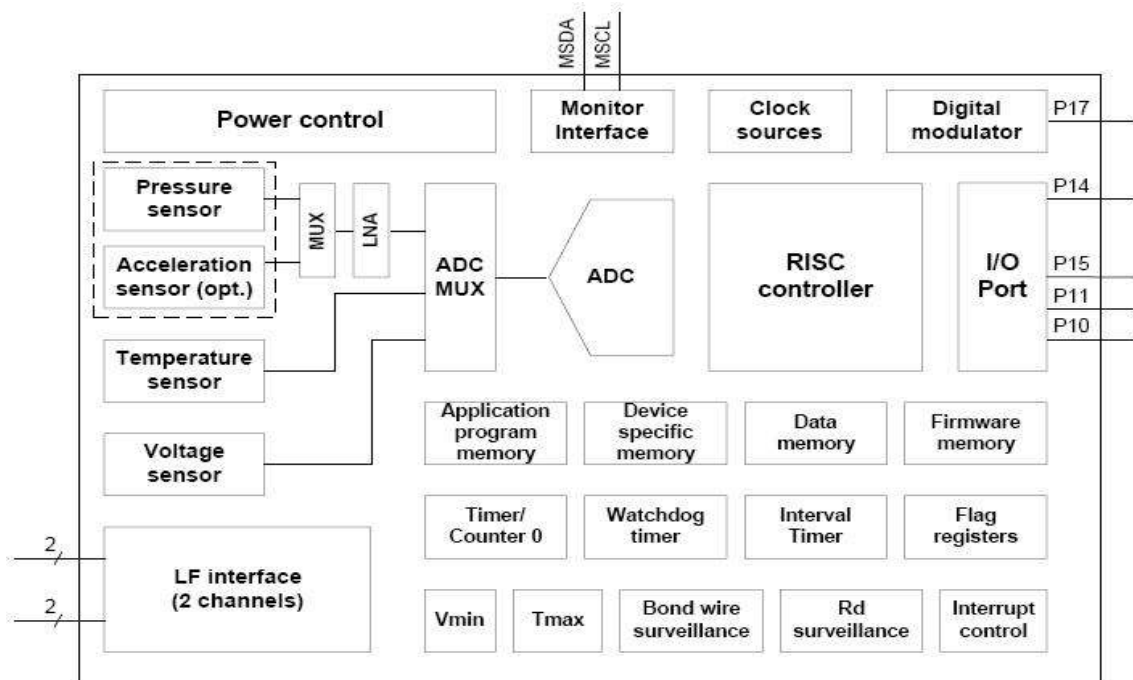 MSDA
MSCL
Power control
Monitor
Interface
Clock
sources
Digital
modulator
P17
Pressure
sensor
Acceleration
sensor (opt.)
MUX
LNA
ADC
MUX
ADC
RISC
controller
I/O
Port
P14
P15
P11
P10
Temperature
sensor
Voltage
sensor
Application
program
memory
Device
specific
memory
Data
memory
Firmware
memory
Timer/
Counter 0
Watchdog
timer
Interval
Timer
Flag
registers
2
2
LF interface
(2 channels)
Vmin
Tmax
Bond wire
surveillance
Rd
surveillance
Interrupt
control